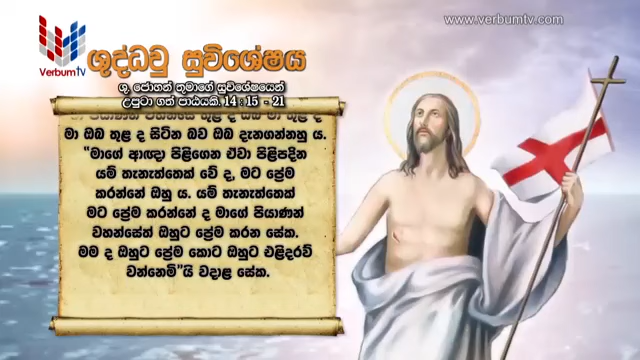 www.verbumtv.com
VerbumTV
ශුද්ධවූ සුවිශේෂය
ශු. ජොහන් තුමාගේ සුවිශේෂයෙන්
උපුටා ගත් පාඨයකි. 14 : 15 - 21
මා ඔබ තුළ ද සිටින බව ඔබ දැනගන්නහු ය.
“මාගේ ආඥා පිළිගෙන ඒවා පිළිපදින
යම් තැනැත්තෙක් වේ ද, මට ප්‍රේම
කරන්නේ ඔහු ය. යම් තැනැත්තෙක්
මට ප්‍රේම කරන්නේ ද මාගේ පියාණන්
වහන්සේත් ඔහුට ප්‍රේම කරන සේක.
මම ද ඔහුට ප්‍රේම කොට ඔහුට එළිදරව්
වන්නෙමි”යි වදාළ සේක.